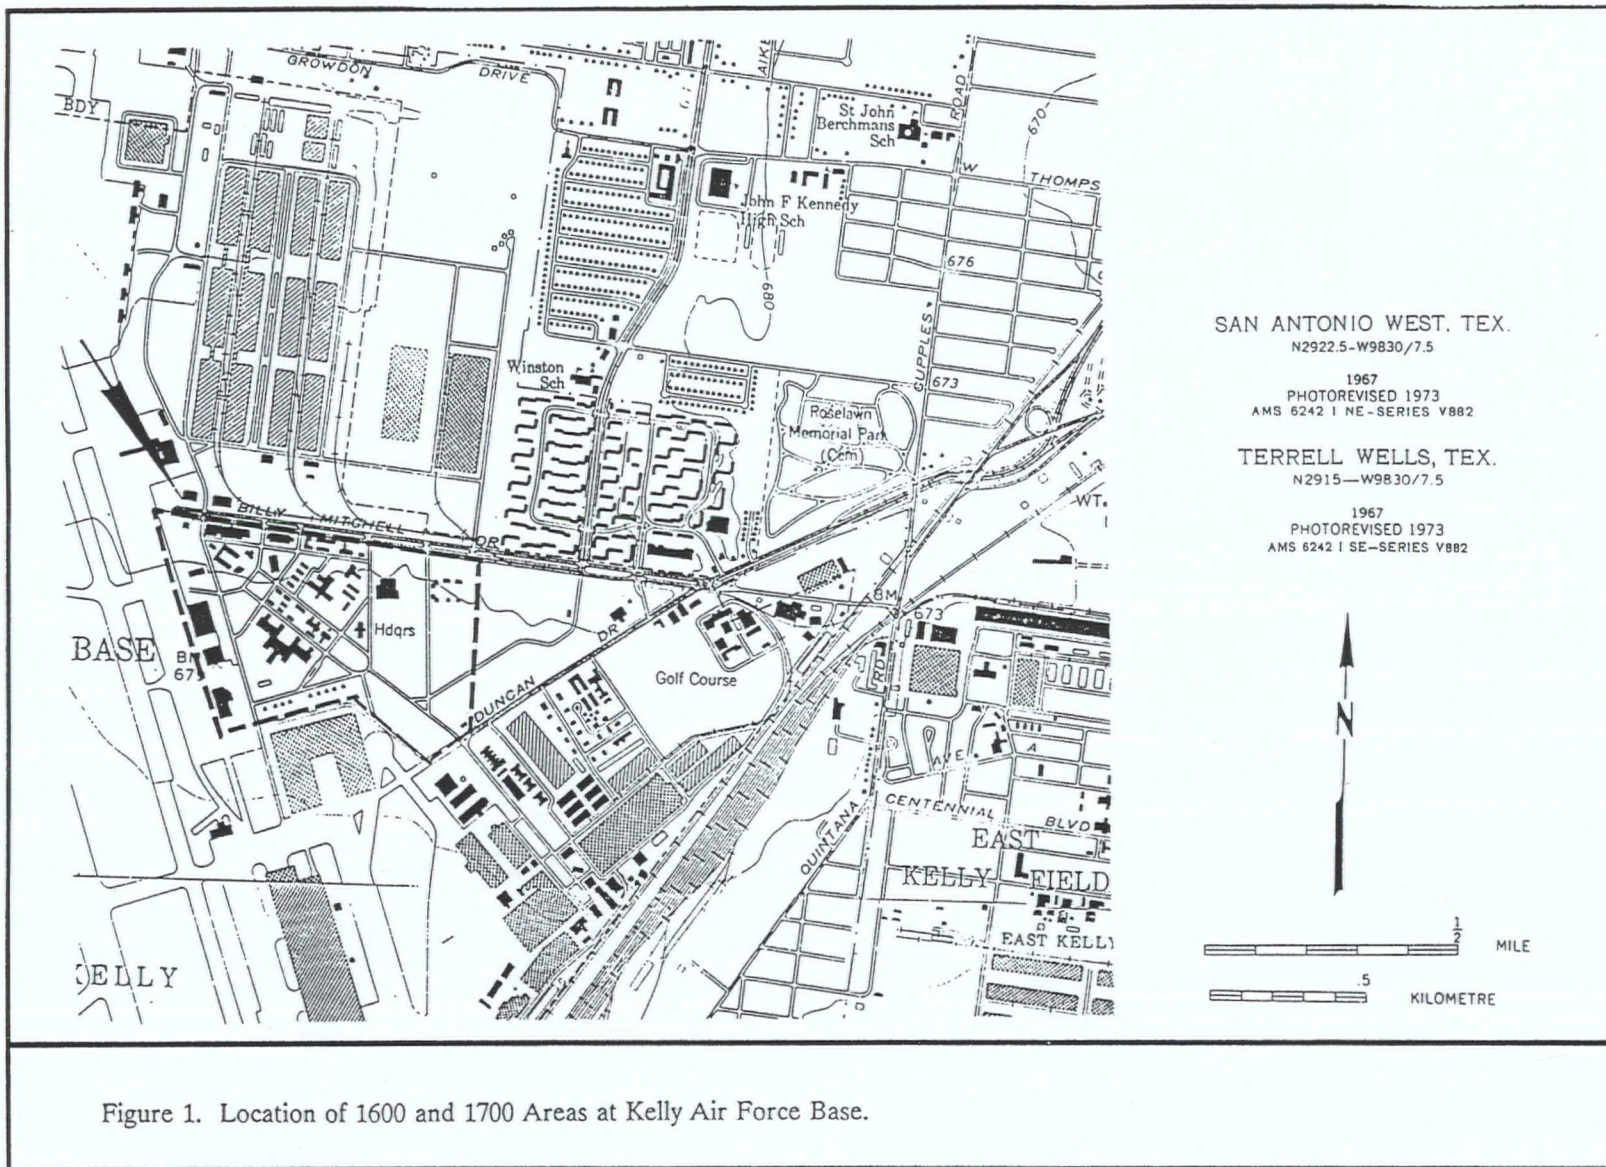 GROWDON
DRIVE
AIKE
ROAD
670
BDY
St John
Berchmans
Sch
W
THOMPS
John F Kennedy
High Sch
676
680
CUPPLES
Winston
Sch
673
Roselawn
Memorial Park
(Cem)
WT.
BILLY MITCHELL
DR
BM
673
BASE
Hdqrs
DR
RD
Golf Course
DUNCAN
A
AVE
CENTENNIAL
BLVD
QUINTANA
EAST
KELLY FIELD
EAST KELLY
KELLY
SAN ANTONIO WEST, TEX.
N2922.5-W9830/7.5
1967
PHOTOREVISED 1973
AMS 6242 I NE-SERIES V882
TERRELL WELLS, TEX.
N2915—W9830/7.5
1967
PHOTOREVISED 1973
AMS 6242 I SE-SERIES V882
N
1/2
MILE
.5
KILOMETRE
Figure 1. Location of 1600 and 1700 Areas at Kelly Air Force Base.